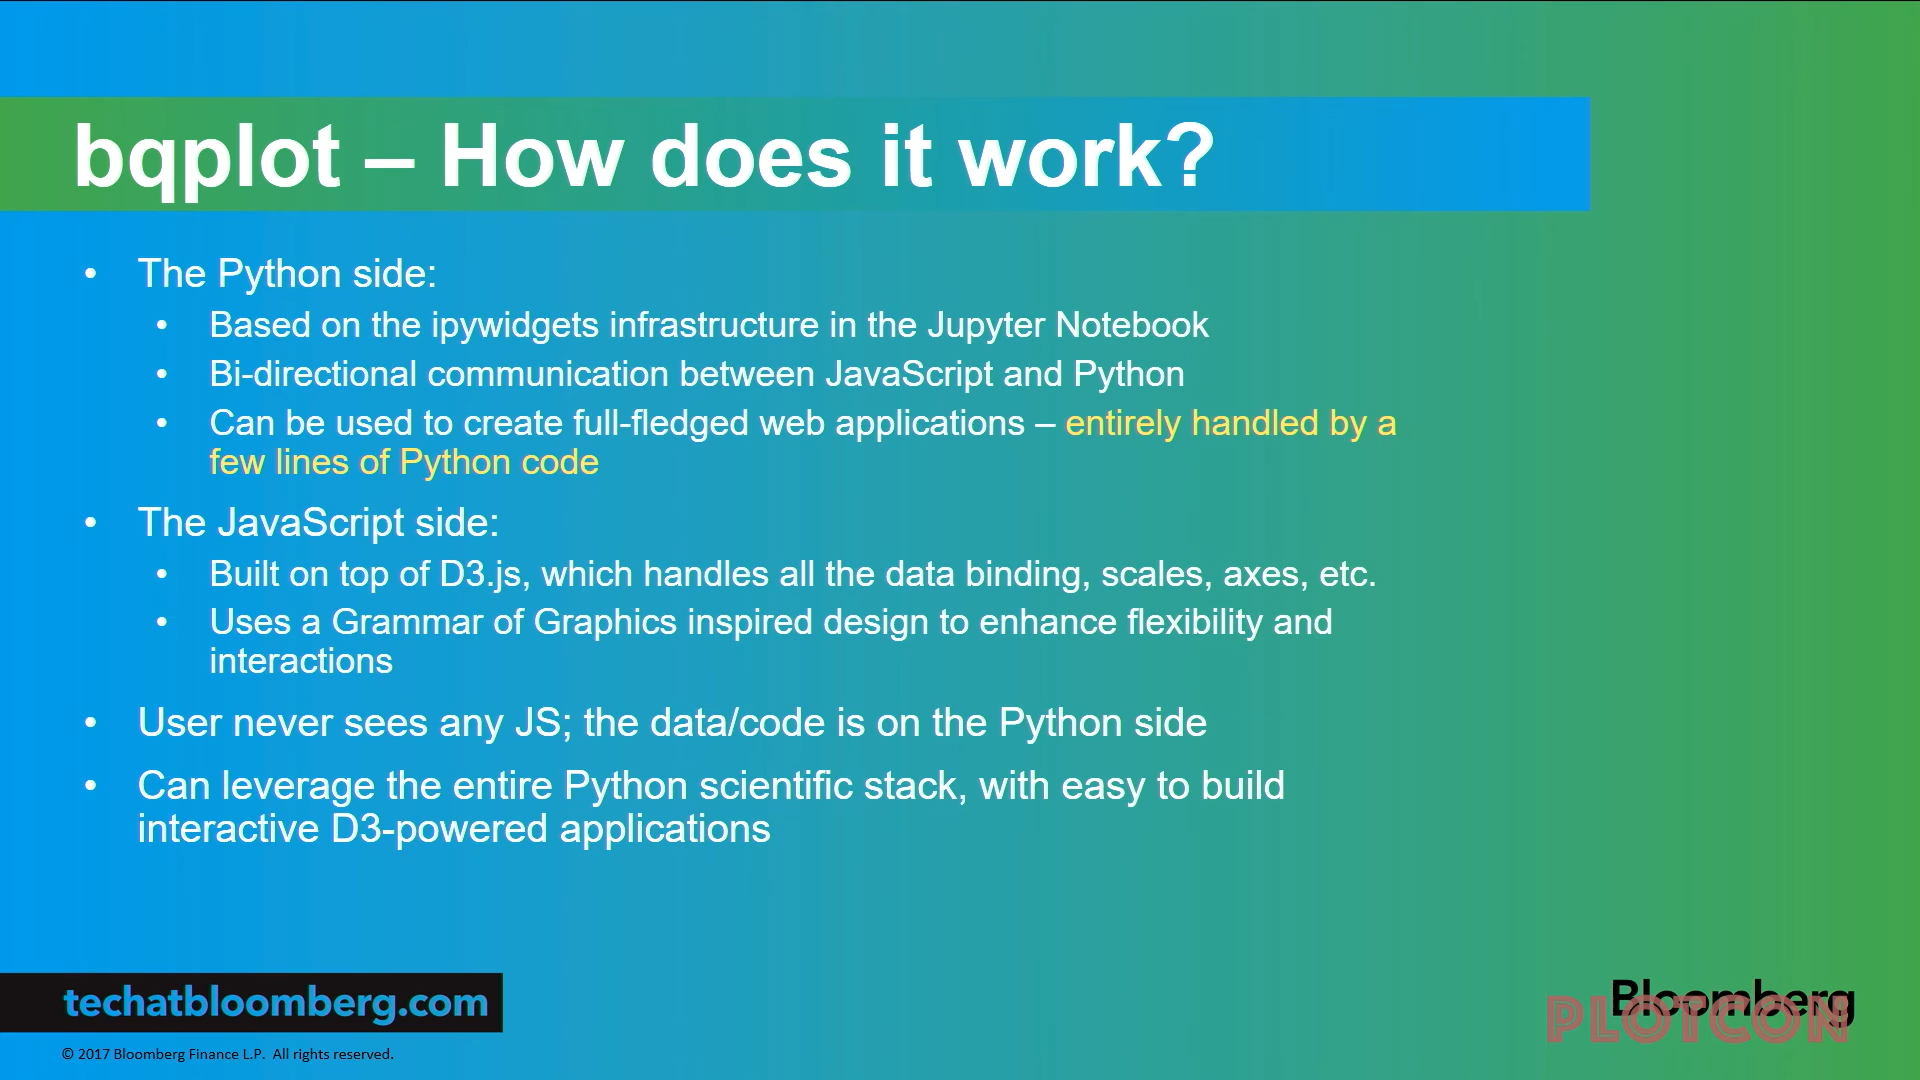 bqplot – How does it work?
• The Python side:
• Based on the ipywidgets infrastructure in the Jupyter Notebook
• Bi-directional communication between JavaScript and Python
• Can be used to create full-fledged web applications – entirely handled by a
few lines of Python code
• The JavaScript side:
• Built on top of D3.js, which handles all the data binding, scales, axes, etc.
• Uses a Grammar of Graphics inspired design to enhance flexibility and
interactions
• User never sees any JS; the data/code is on the Python side
• Can leverage the entire Python scientific stack, with easy to build
interactive D3-powered applications
techatbloomberg.com
Bloomberg
PLOTCON
© 2017 Bloomberg Finance L.P. All rights reserved.